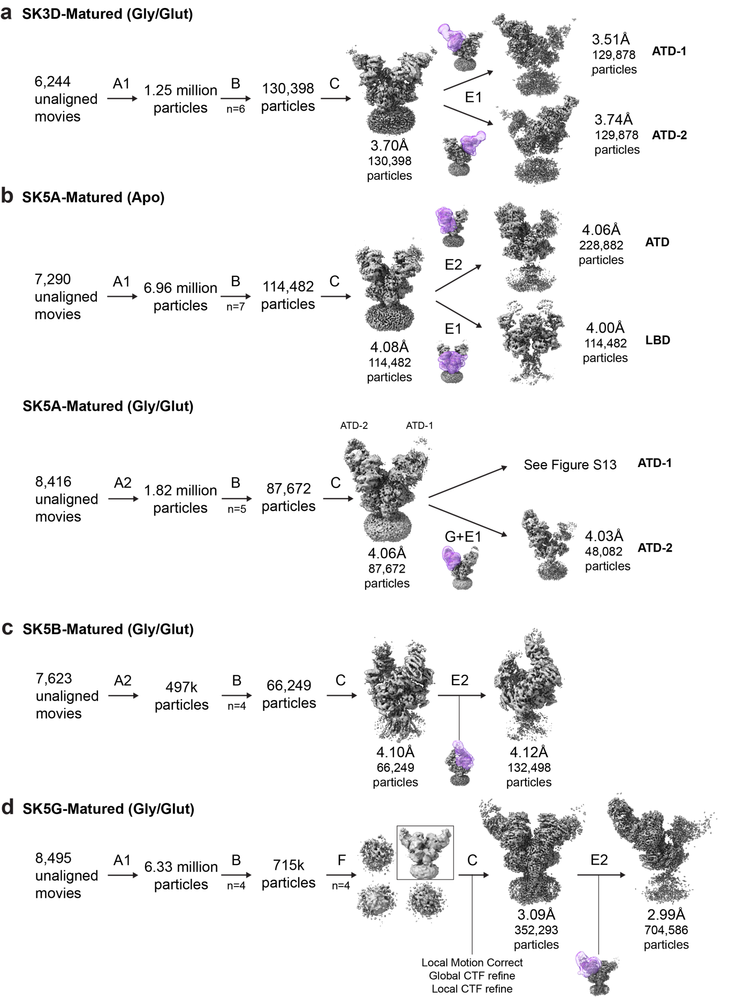 a SK3D-Matured (Gly/Glut)
6,244
unaligned
movies
A1
1.25 million
particles
B
n=6
130,398
particles
C
3.70Å
130,398
particles
E1
3.51Å
129,878
particles
ATD-1
3.74Å
129,878
particles
ATD-2
b SK5A-Matured (Apo)
7,290
unaligned
movies
A1
6.96 million
particles
B
n=7
114,482
particles
C
4.08Å
114,482
particles
E2
4.06Å
228,882
particles
ATD
E1
4.00Å
114,482
particles
LBD
SK5A-Matured (Gly/Glut)
8,416
unaligned
movies
A2
1.82 million
particles
B
n=5
87,672
particles
C
ATD-2
ATD-1
4.06Å
87,672
particles
See Figure S13
ATD-1
G+E1
4.03Å
48,082
particles
ATD-2
c SK5B-Matured (Gly/Glut)
7,623
unaligned
movies
A2
497k
particles
B
n=4
66,249
particles
C
4.10Å
66,249
particles
E2
4.12Å
132,498
particles
d SK5G-Matured (Gly/Glut)
8,495
unaligned
movies
A1
6.33 million
particles
B
n=4
715k
particles
F
n=4
C
Local Motion Correct
Global CTF refine
Local CTF refine
3.09Å
352,293
particles
E2
2.99Å
704,586
particles